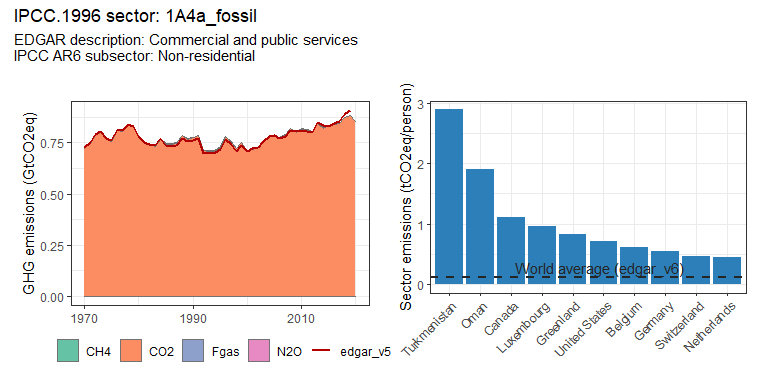 IPCC.1996 sector: 1A4a_fossil
EDGAR description: Commercial and public services
IPCC AR6 subsector: Non-residential
GHG emissions (GtCO2eq)
0.75
0.50
0.25
0.00
1970
1990
2010
CH4
CO2
Fgas
N2O
edgar_v5
Sector emissions (tCO2eq/person)
3
2
1
0
World average (edgar_v6)
Turkmenistan
Oman
Canada
Luxembourg
Greenland
United States
Belgium
Germany
Switzerland
Netherlands